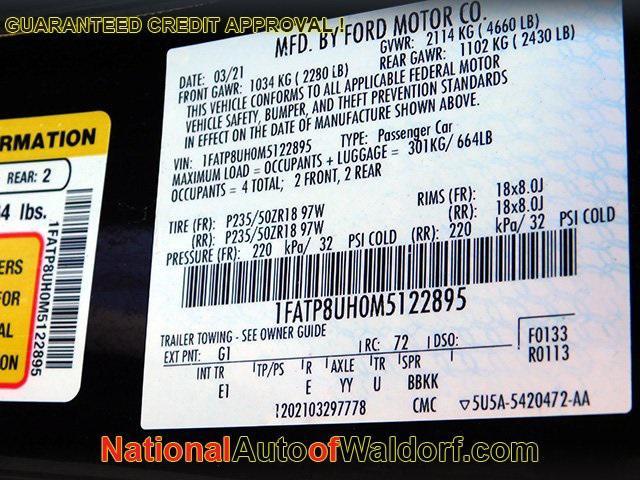 GUARANTEED CREDIT APPROVAL !
MFD. BY FORD MOTOR CO.
DATE: 03/21 GVWR: 2114 KG ( 4660 LB)
FRONT GAWR: 1034 KG ( 2280 LB) REAR GAWR: 1102 KG ( 2430 LB)
THIS VEHICLE CONFORMS TO ALL APPLICABLE FEDERAL MOTOR
VEHICLE SAFETY, BUMPER, AND THEFT PREVENTION STANDARDS
IN EFFECT ON THE DATE OF MANUFACTURE SHOWN ABOVE.
VIN: 1FATP8UH0M5122895 TYPE: Passenger Car
MAXIMUM LOAD = OCCUPANTS + LUGGAGE = 301KG/ 664LB
OCCUPANTS = 4 TOTAL; 2 FRONT, 2 REAR
TIRE (FR): P235/50ZR18 97W RIMS (FR): 18x8.0J
(RR): P235/50ZR18 97W (RR): 18x8.0J
PRESSURE (FR): 220 kPa/ 32 PSI COLD (RR): 220 kPa/ 32 PSI COLD
1FATP8UH0M5122895
TRAILER TOWING - SEE OWNER GUIDE
EXT PNT: G1 RC: 72 DSO: F0133
R0113
INT TR TP/PS R AXLE TR SPR
E1 E YY U BBKK
1202103297778 CMC ▽5U5A-5420472-AA
RMATION
REAR: 2
4 lbs.
ERS
FOR
AL
ION
1FATP8UH0M5122895
NationalAutoofWaldorf.com